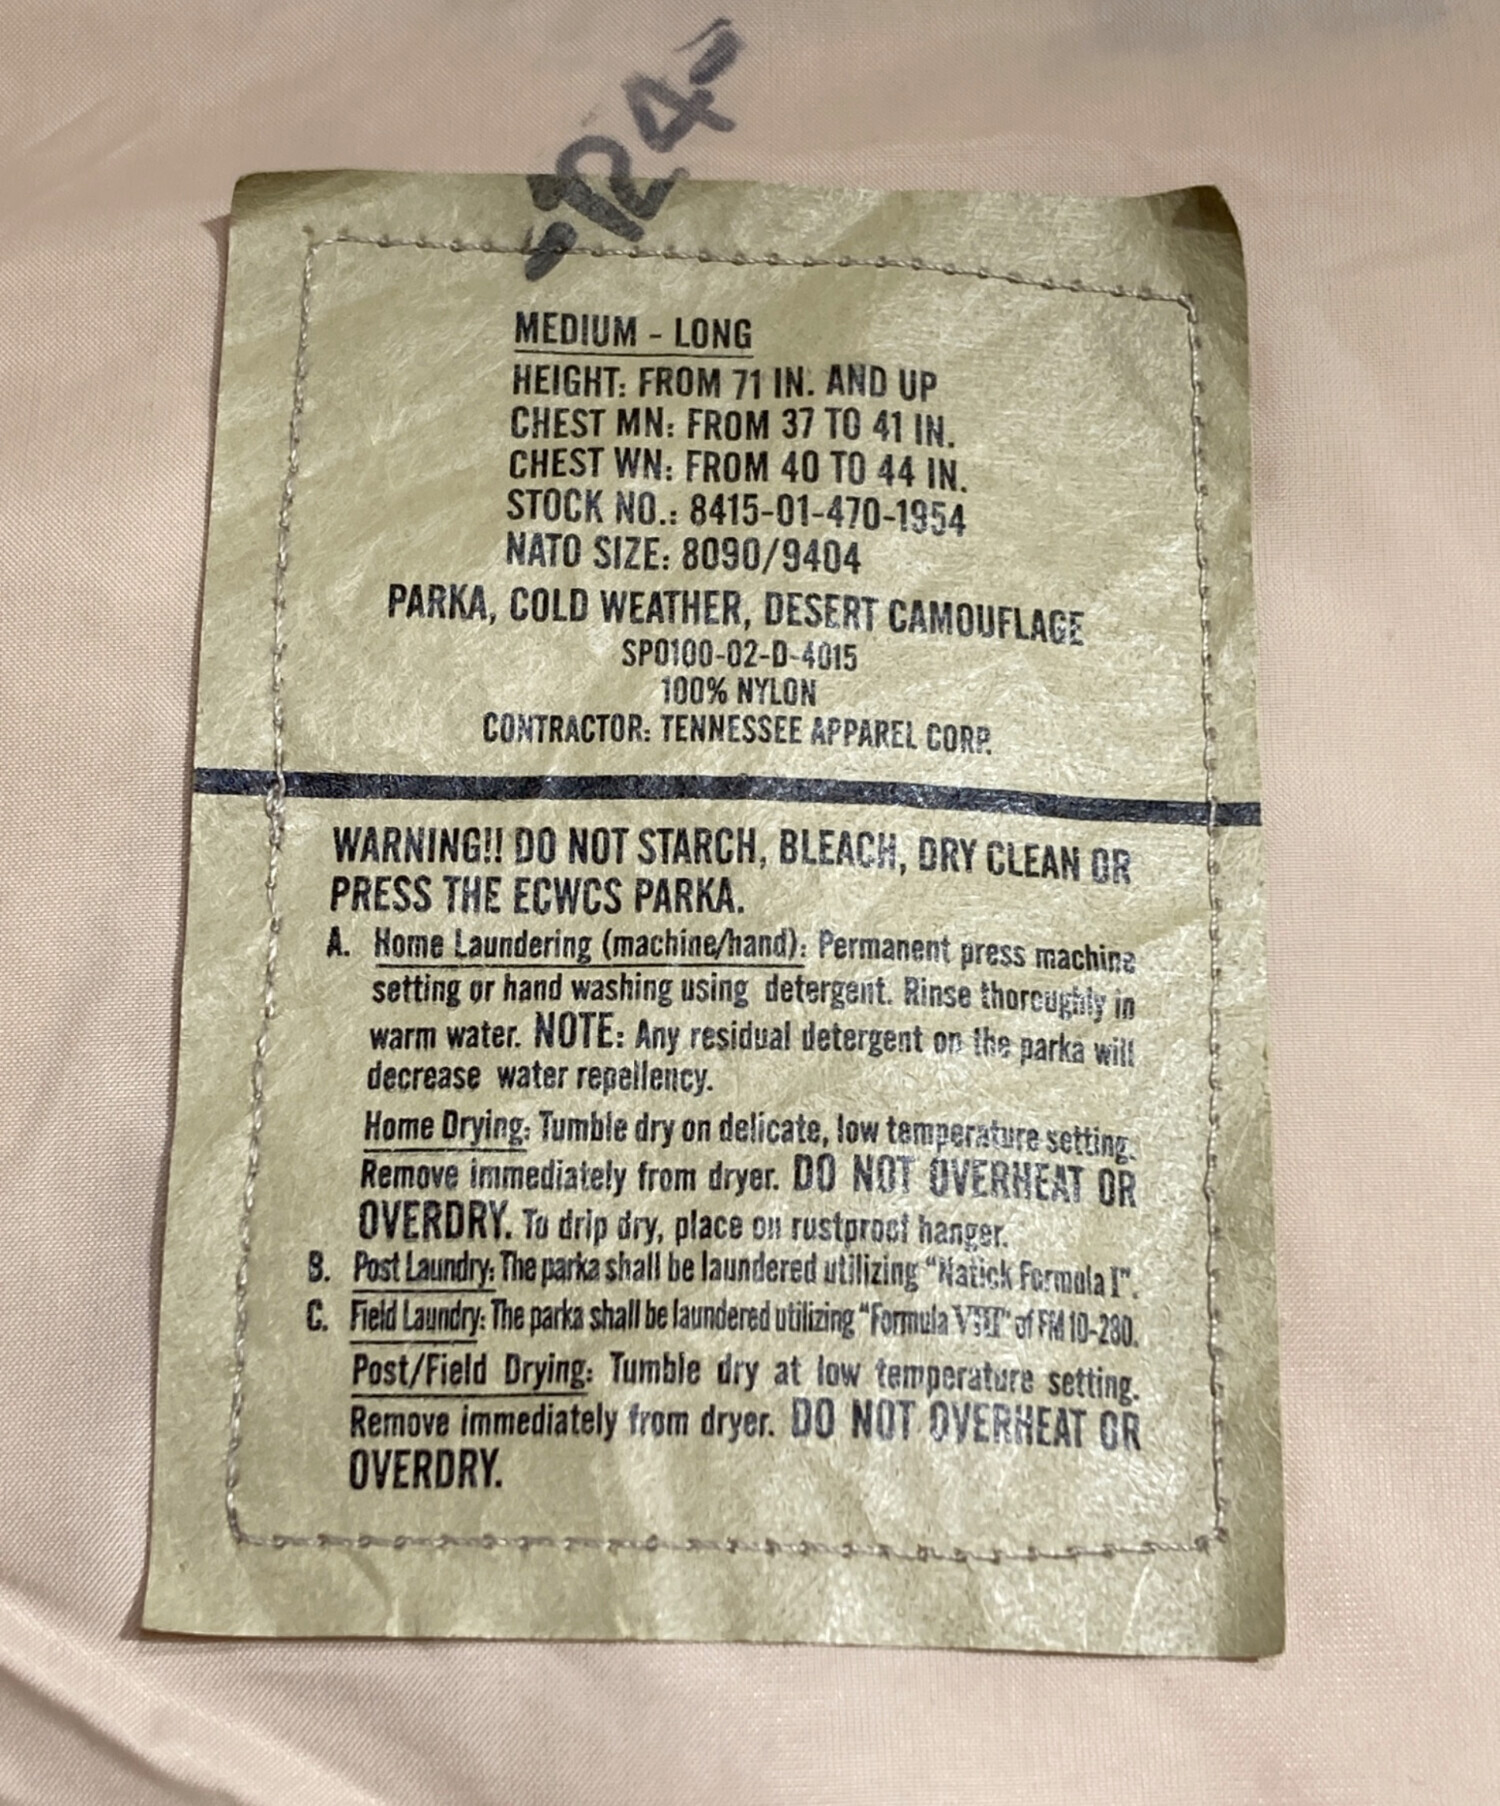 -124-
MEDIUM - LONG
HEIGHT: FROM 71 IN. AND UP
CHEST MN: FROM 37 TO 41 IN.
CHEST WN: FROM 40 TO 44 IN.
STOCK NO.: 8415-01-470-1954
NATO SIZE: 8090/9404
PARKA, COLD WEATHER, DESERT CAMOUFLAGE
SPO100-02-D-4015
100% NYLON
CONTRACTOR: TENNESSEE APPAREL CORP.
WARNING!! DO NOT STARCH, BLEACH, DRY CLEAN OR
PRESS THE ECWCS PARKA.
A. Home Laundering (machine/hand): Permanent press machine
setting or hand washing using detergent. Rinse thoroughly in
warm water. NOTE: Any residual detergent on the parka will
decrease water repellency.
Home Drying: Tumble dry on delicate, low temperature setting.
Remove immediately from dryer. DO NOT OVERHEAT OR
OVERDRY. To drip dry, place on rustproof hanger.
B. Post Laundry: The parka shall be laundered utilizing "Natick Formula I".
C. Field Laundry: The parka shall be laundered utilizing "Formula VIII" of FM 10-280.
Post/Field Drying: Tumble dry at low temperature setting.
Remove immediately from dryer. DO NOT OVERHEAT OR
OVERDRY.